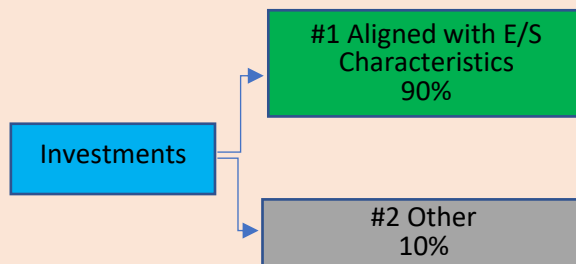 #1 Aligned with E/S
Characteristics
90%
Investments
#2 Other
10%